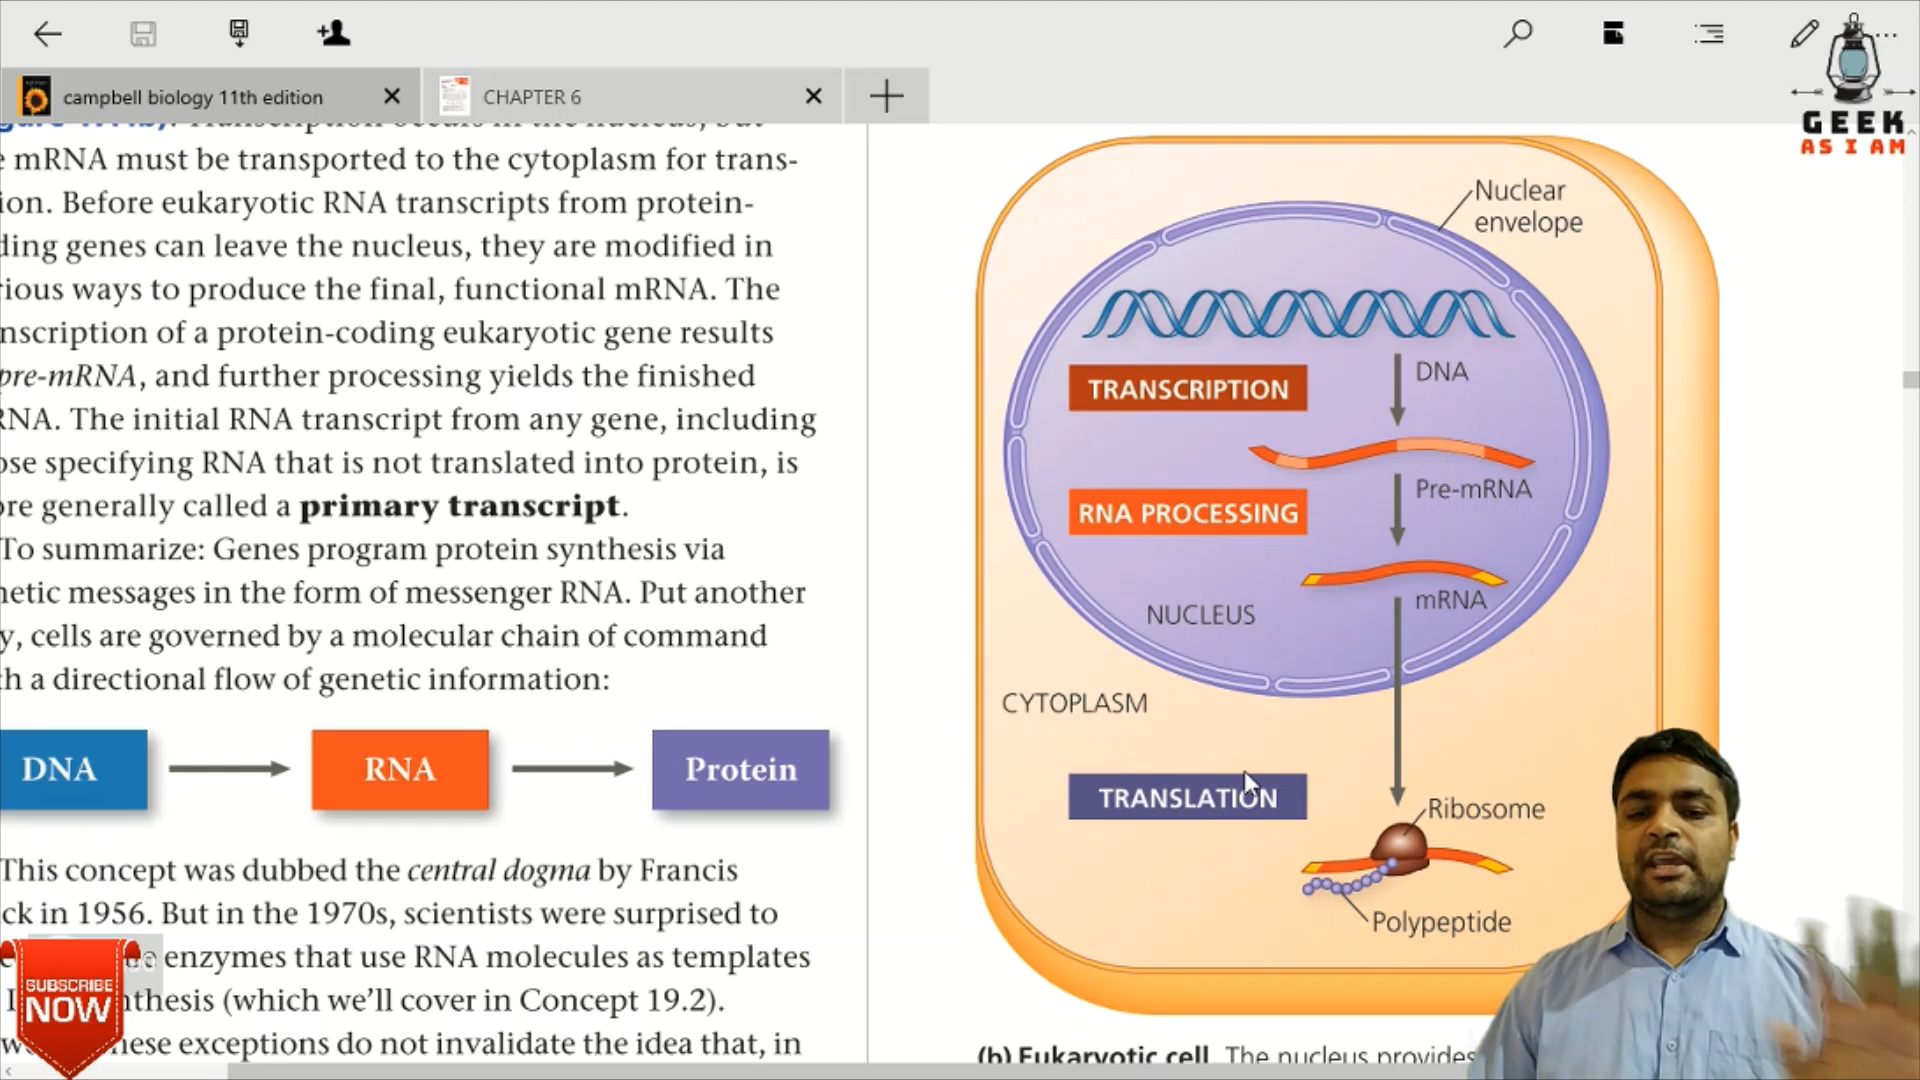 campbell biology 11th edition
CHAPTER 6
GEEK
AS I AM
mRNA must be transported to the cytoplasm for trans-
ion. Before eukaryotic RNA transcripts from protein-
ding genes can leave the nucleus, they are modified in
rious ways to produce the final, functional mRNA. The
nscription of a protein-coding eukaryotic gene results
pre-mRNA, and further processing yields the finished
RNA. The initial RNA transcript from any gene, including
ose specifying RNA that is not translated into protein, is
ore generally called a primary transcript.
To summarize: Genes program protein synthesis via
netic messages in the form of messenger RNA. Put another
y, cells are governed by a molecular chain of command
th a directional flow of genetic information:
DNA
RNA
Protein
This concept was dubbed the central dogma by Francis
ck in 1956. But in the 1970s, scientists were surprised to
enzymes that use RNA molecules as templates
nthesis (which we'll cover in Concept 19.2).
hese exceptions do not invalidate the idea that, in
SUBSCRIBE
NOW
Nuclear
envelope
DNA
TRANSCRIPTION
Pre-mRNA
RNA PROCESSING
mRNA
NUCLEUS
CYTOPLASM
TRANSLATION
Ribosome
Polypeptide
(b) Eukaryotic cell. The nucleus provides